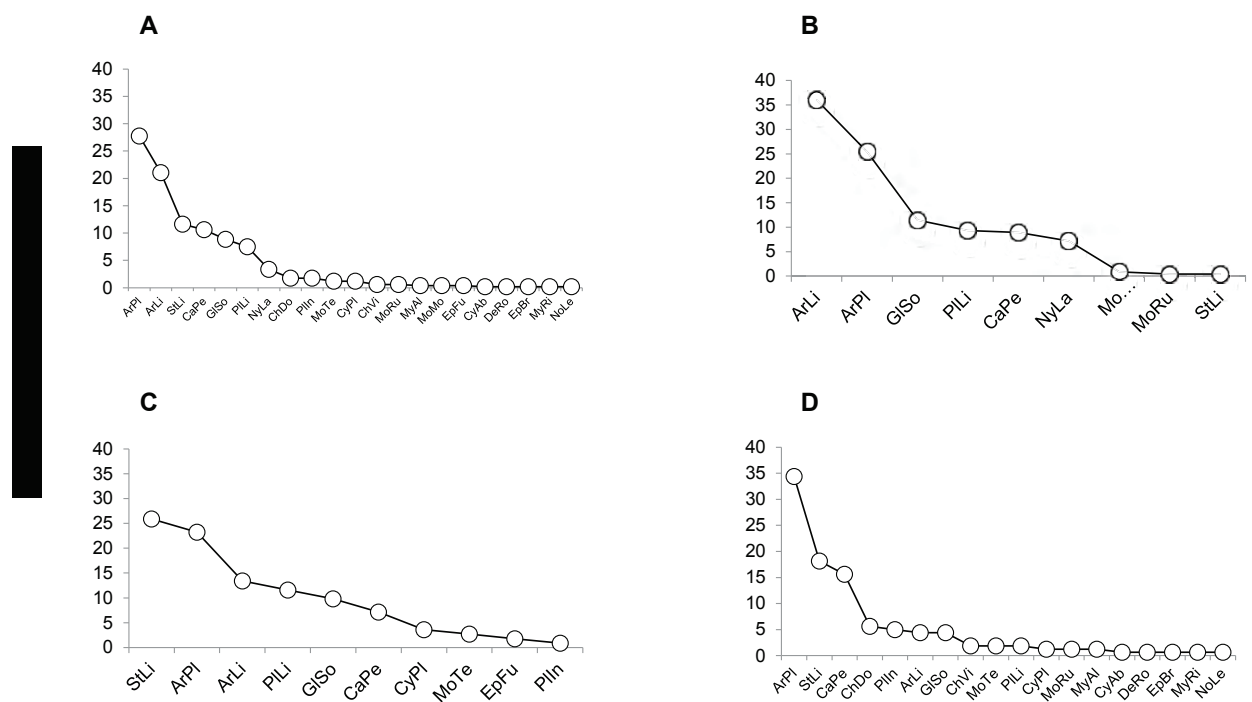 A
40
35
30
25
20
15
10
5
0
ArPl
ArLi
StLi
CaPe
GlSo
PlLi
NyLa
ChDo
PlIn
MoTe
CyPl
ChVi
MoRu
MyAl
MoMo
EpFu
CyAb
DeRo
EpBr
MyRi
NoLe
B
40
35
30
25
20
15
10
5
0
ArLi
ArPl
GlSo
PlLi
CaPe
NyLa
Mo…
MoRu
StLi
C
40
35
30
25
20
15
10
5
0
StLi
ArPl
ArLi
PlLi
GlSo
CaPe
CyPl
MoTe
EpFu
PlIn
D
40
35
30
25
20
15
10
5
0
ArPl
StLi
CaPe
ChDo
PlIn
ArLi
GlSo
ChVi
MoTe
PlLi
CyPl
MoRu
MyAl
CyAb
DeRo
EpBr
MyRi
NoLe